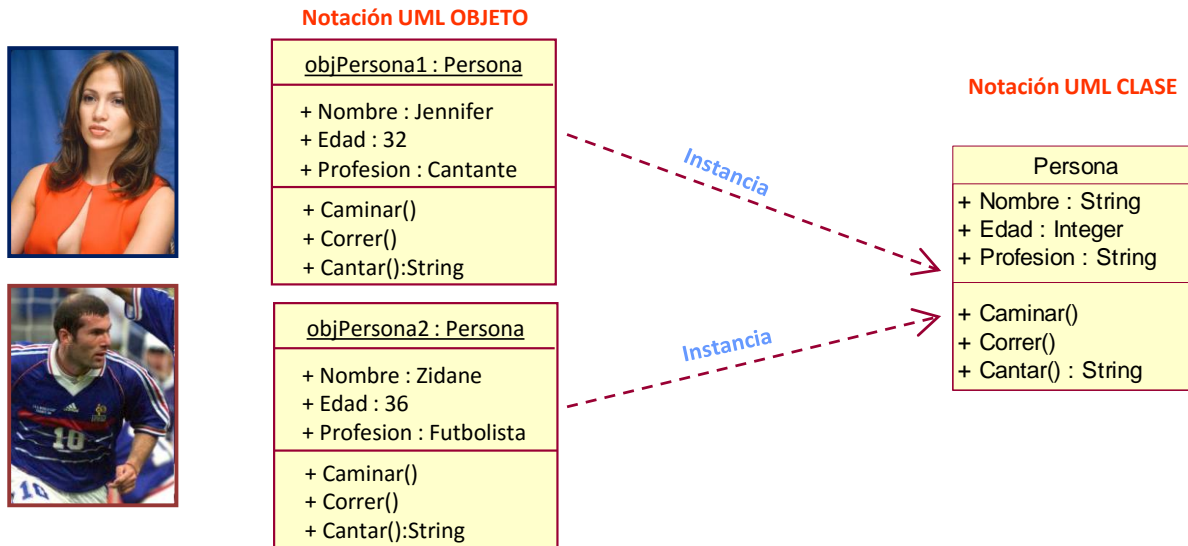 Notación UML OBJETO
objPersona1 : Persona
+ Nombre : Jennifer
+ Edad : 32
+ Profesion : Cantante
+ Caminar()
+ Correr()
+ Cantar():String
objPersona2 : Persona
+ Nombre : Zidane
+ Edad : 36
+ Profesion : Futbolista
+ Caminar()
+ Correr()
+ Cantar():String
Instancia
Instancia
Notación UML CLASE
Persona
+ Nombre : String
+ Edad : Integer
+ Profesion : String
+ Caminar()
+ Correr()
+ Cantar() : String
10
10